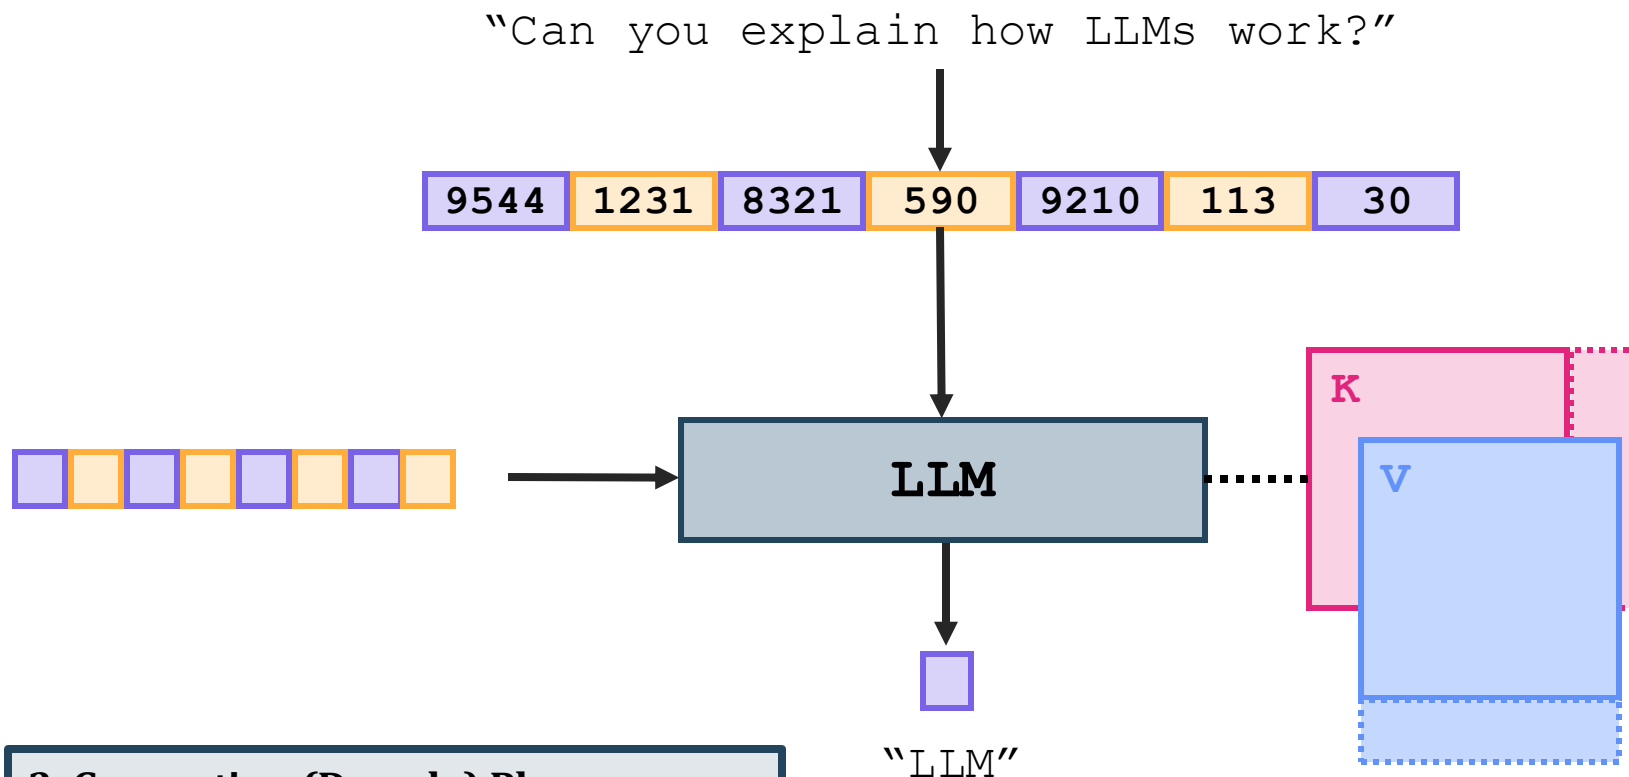 “Can you explain how LLMs work?”
9544 1231 8321 590 9210 113 30
K
LLM
V
“LLM”